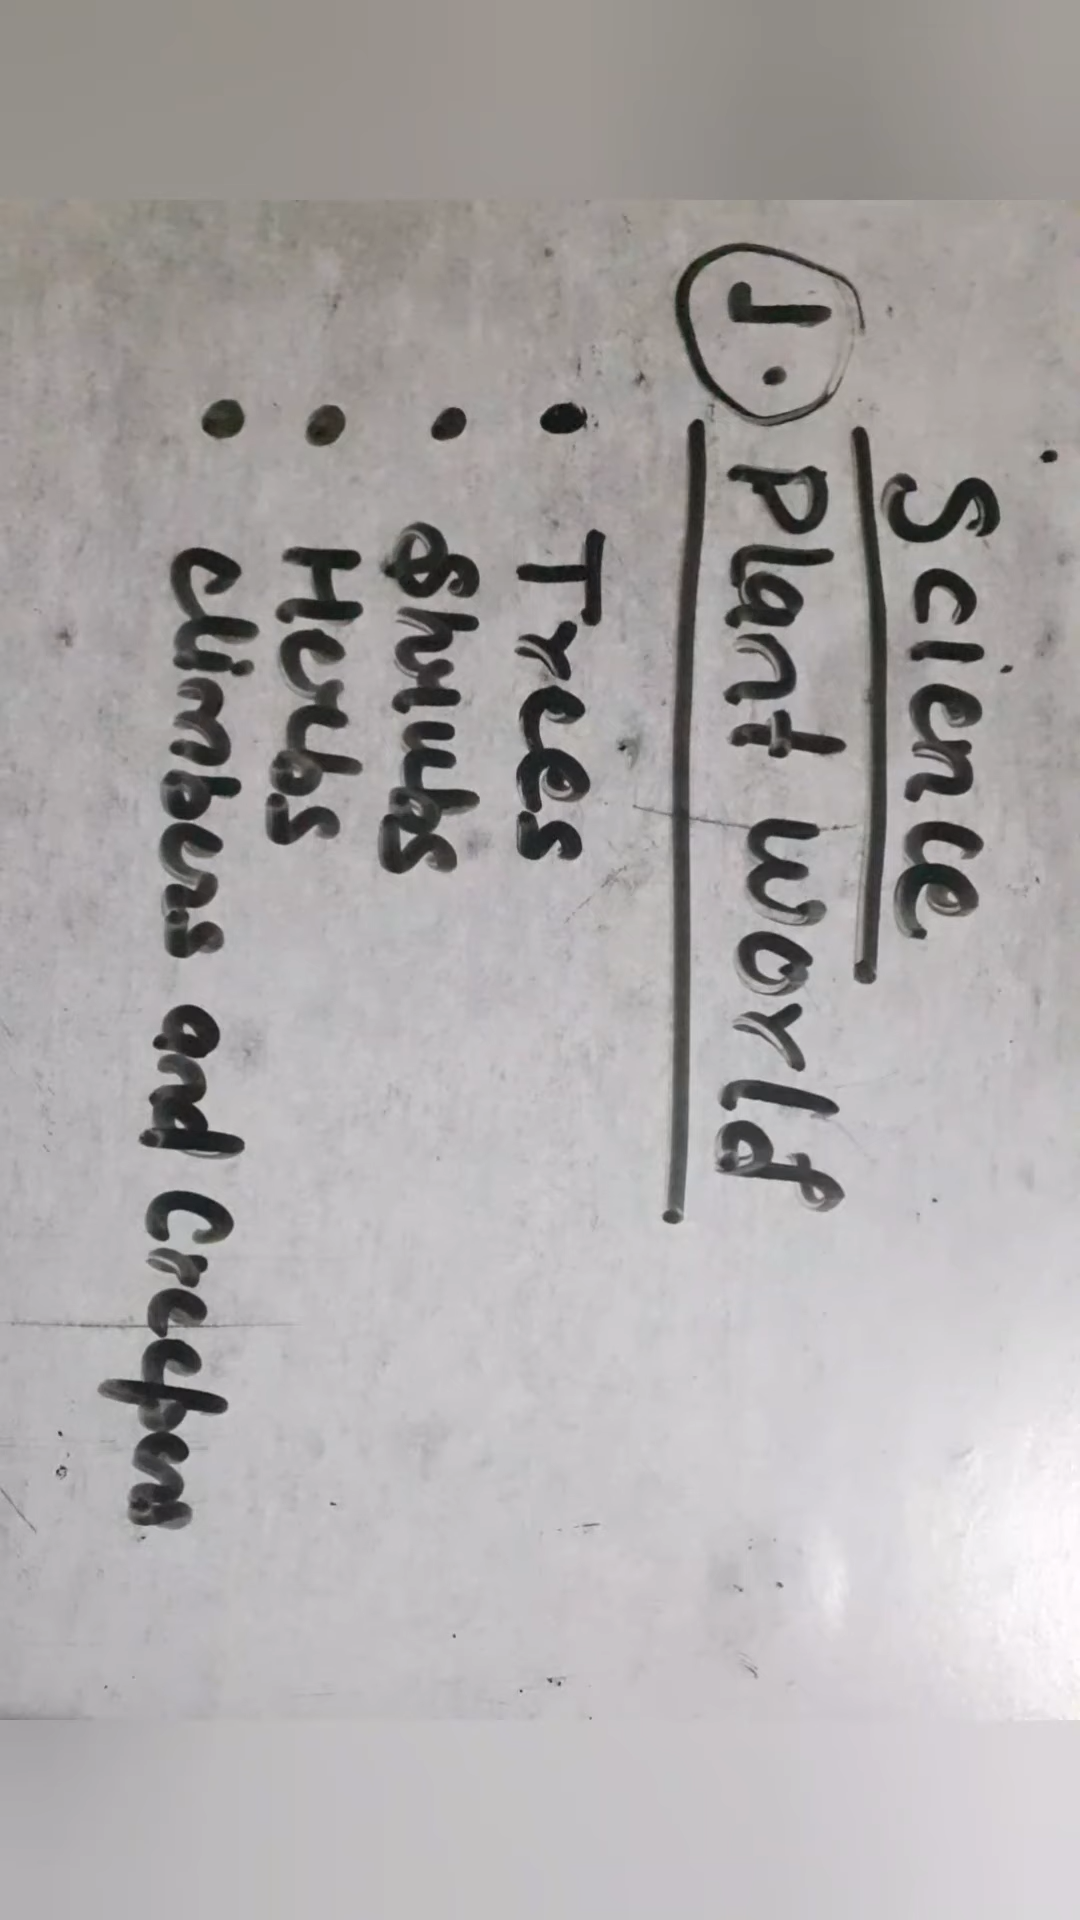 Science
1. Plant world
• Trees
• Shrubs
• Herbs
• climbers and Creepers